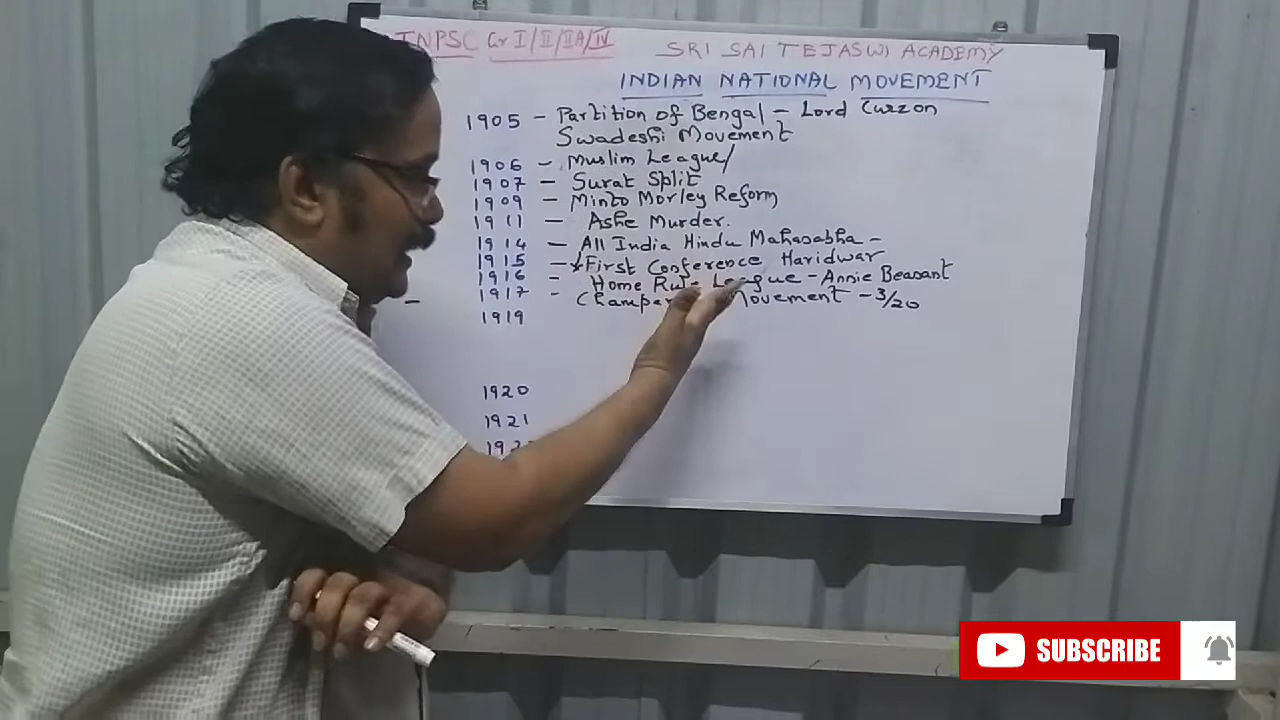 TNPSC Gr I/II/IIA/IV SRI SAI TEJASWI ACADEMY
INDIAN NATIONAL MOVEMENT
1905 - Partition of Bengal - Lord Curzon
Swadeshi Movement
1906 - Muslim League/
1907 - Surat Split
1909 - Minto Morley Reform
1911 - Ashe Murder.
1914 - All India Hindu Mahasabha -
1915 - First Conference Haridwar
1916 - Home Rule League - Annie Beasant
1917 - Movement - 3/20
1919
1920
1921
SUBSCRIBE